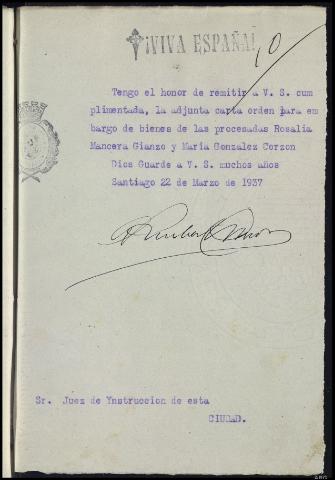 ¡VIVA ESPAÑA!
Tengo el honor de remitir a V. S. cum
plimentada, la adjunta carta orden para em
bargo de bienes de las procesadas Rosalia
Mancera Gianzo y Maria Gonzalez Corzon
Dios Guarde a V. S. muchos años
Santiago 22 de Marzo de 1937
Sr. Juez de Ynstruccion de esta
CIUDAD.